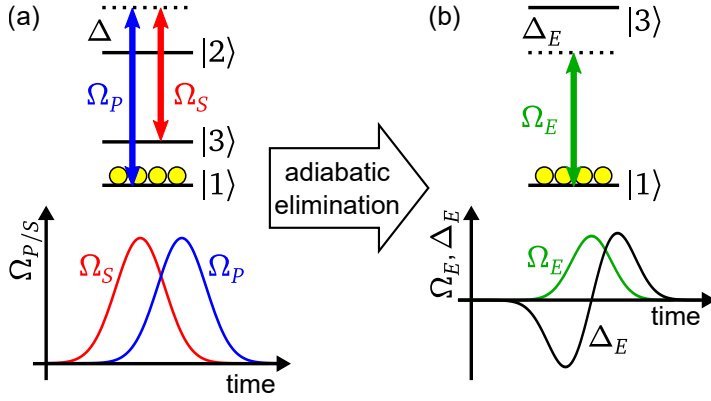 (a)
Δ
|2⟩
Ω_P
Ω_S
|3⟩
|1⟩
Ω_P/S
Ω_S
Ω_P
time
adiabatic
elimination
(b)
|3⟩
Δ_E
Ω_E
|1⟩
Ω_E, Δ_E
Ω_E
Δ_E
time